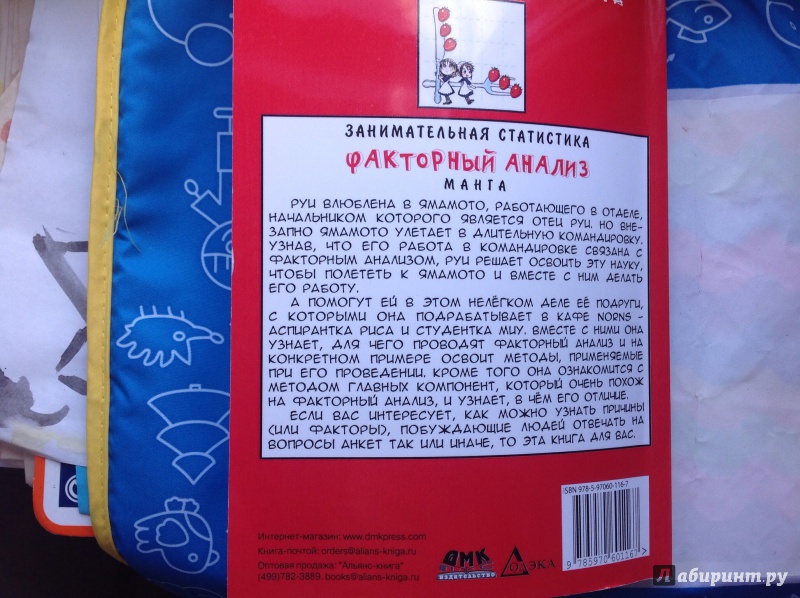 ЗАНИМАТЕЛЬНАЯ СТАТИСТИКА
ФАКТОРНЫЙ АНАЛИЗ
МАНГА
РУИ ВЛЮБЛЕНА В ЯМАМОТО, РАБОТАЮЩЕГО В ОТДЕЛЕ,
НАЧАЛЬНИКОМ КОТОРОГО ЯВЛЯЕТСЯ ОТЕЦ РУИ. НО ВНЕ-
ЗАПНО ЯМАМОТО УЛЕТАЕТ В ДЛИТЕЛЬНУЮ КОМАНДИРОВКУ.
УЗНАВ, ЧТО ЕГО РАБОТА В КОМАНДИРОВКЕ СВЯЗАНА С
ФАКТОРНЫМ АНАЛИЗОМ, РУИ РЕШАЕТ ОСВОИТЬ ЭТУ НАУКУ,
ЧТОБЫ ПОЛЕТЕТЬ К ЯМАМОТО И ВМЕСТЕ С НИМ ДЕЛАТЬ
ЕГО РАБОТУ.
А ПОМОГУТ ЕЙ В ЭТОМ НЕЛЁГКОМ ДЕЛЕ ЕЁ ПОДРУГИ,
С КОТОРЫМИ ОНА ПОДРАБАТЫВАЕТ В КАФЕ NORNS -
АСПИРАНТКА РИСА И СТУДЕНТКА МИУ. ВМЕСТЕ С НИМИ ОНА
УЗНАЕТ, ДЛЯ ЧЕГО ПРОВОДЯТ ФАКТОРНЫЙ АНАЛИЗ И НА
КОНКРЕТНОМ ПРИМЕРЕ ОСВОИТ МЕТОДЫ, ПРИМЕНЯЕМЫЕ
ПРИ ЕГО ПРОВЕДЕНИИ. КРОМЕ ТОГО ОНА ОЗНАКОМИТСЯ С
МЕТОДОМ ГЛАВНЫХ КОМПОНЕНТ, КОТОРЫЙ ОЧЕНЬ ПОХОЖ
НА ФАКТОРНЫЙ АНАЛИЗ, И УЗНАЕТ, В ЧЁМ ЕГО ОТЛИЧИЕ.
ЕСЛИ ВАС ИНТЕРЕСУЕТ, КАК МОЖНО УЗНАТЬ ПРИЧИНЫ
(ИЛИ ФАКТОРЫ), ПОБУЖДАЮЩИЕ ЛЮДЕЙ ОТВЕЧАТЬ НА
ВОПРОСЫ АНКЕТ ТАК ИЛИ ИНАЧЕ, ТО ЭТА КНИГА ДЛЯ ВАС.
ISBN 978-5-97060-116-7
9 785970 601167 >
Интернет-магазин: www.dmkpress.com
Книга-почтой: orders@alians-kniga.ru
Оптовая продажа: "Альянс-книга"
(499)782-3889. books@alians-kniga.ru
ДМК
ИЗДАТЕЛЬСТВО
ДОДЭКА
Лабиринт.ру